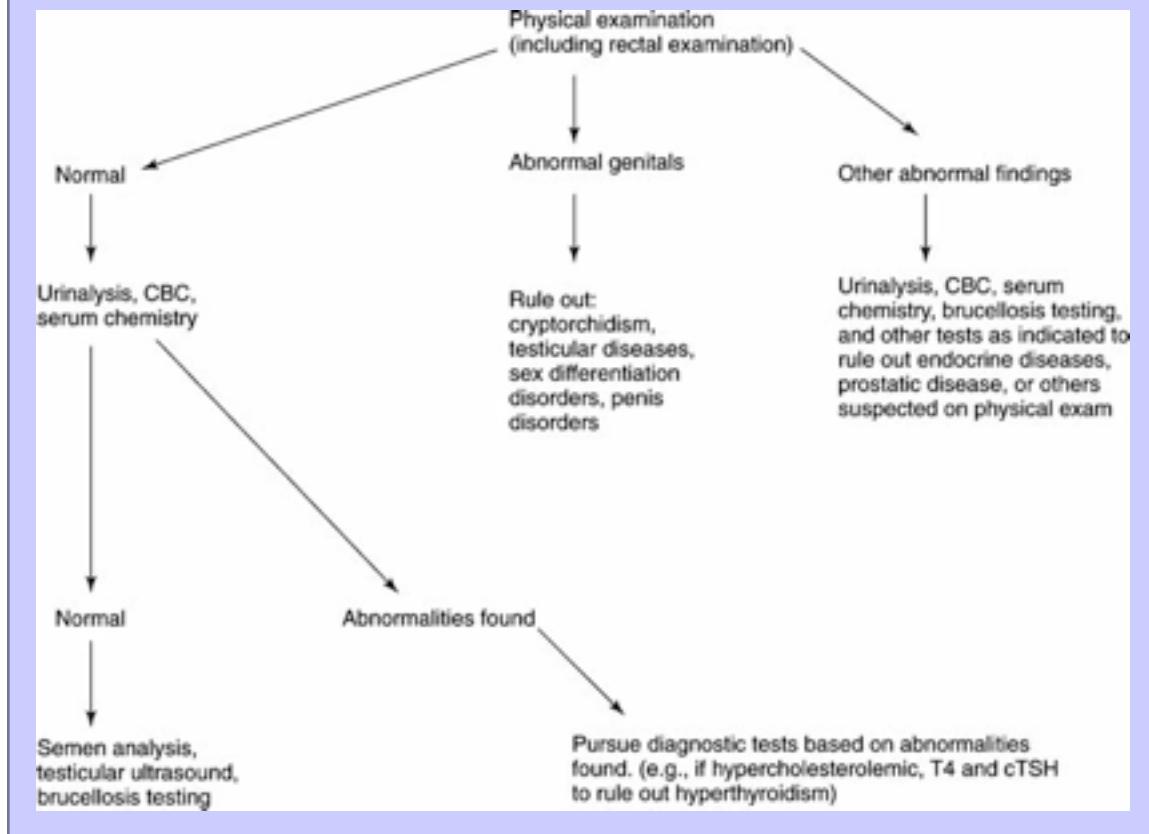 Physical examination
(including rectal examination)
Normal
Abnormal genitals
Other abnormal findings
Urinalysis, CBC,
serum chemistry
Rule out:
cryptorchidism,
testicular diseases,
sex differentiation
disorders, penis
disorders
Urinalysis, CBC, serum
chemistry, brucellosis testing,
and other tests as indicated to
rule out endocrine diseases,
prostatic disease, or others
suspected on physical exam
Normal
Abnormalities found
Semen analysis,
testicular ultrasound,
brucellosis testing
Pursue diagnostic tests based on abnormalities
found. (e.g., if hypercholesterolemic, T4 and cTSH
to rule out hyperthyroidism)